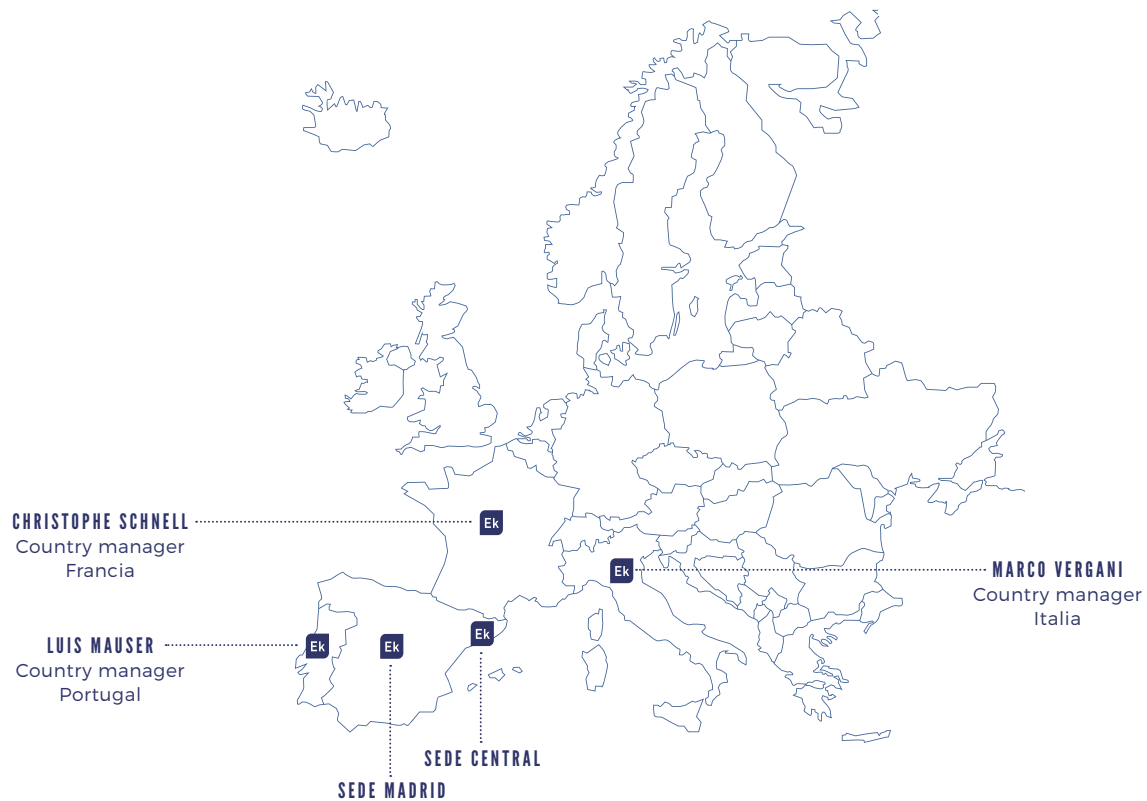 CHRISTOPHE SCHNELL
Country manager
Francia
Ek
Ek
MARCO VERGANI
Country manager
Italia
LUIS MAUSER
Country manager
Portugal
Ek
Ek
Ek
SEDE CENTRAL
SEDE MADRID